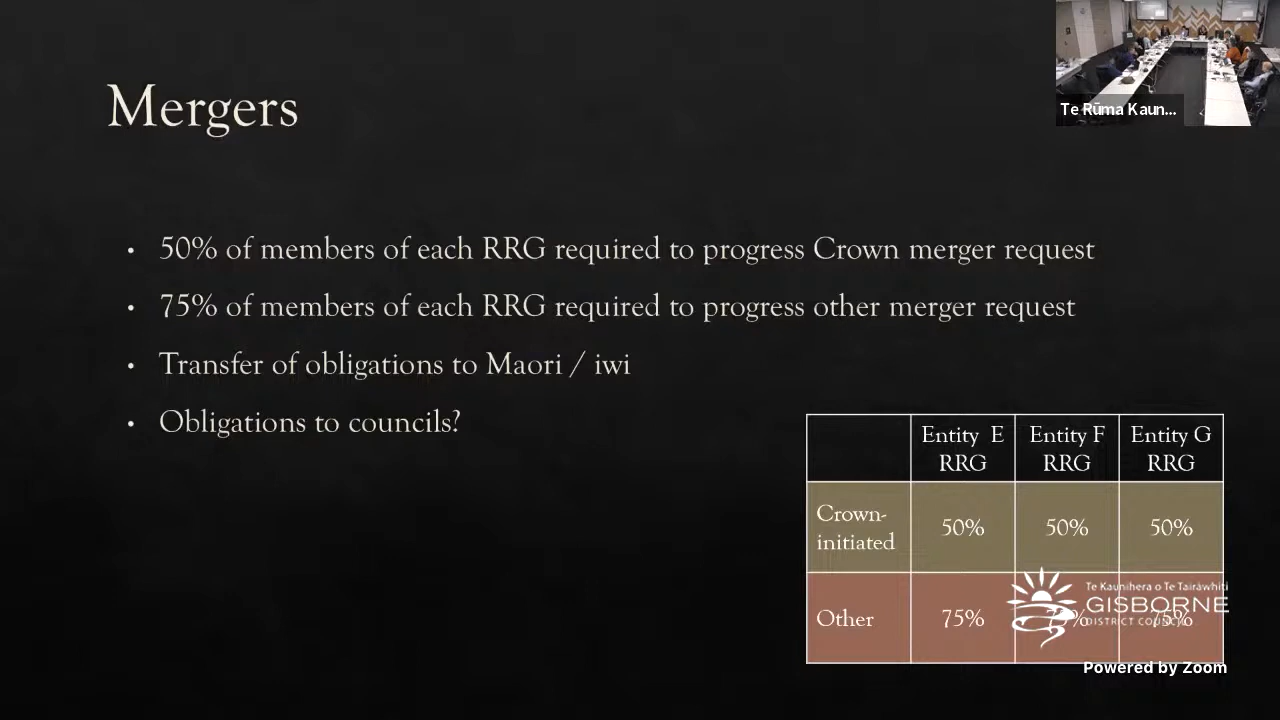 Mergers
Te Rūma Kaun...
• 50% of members of each RRG required to progress Crown merger request
• 75% of members of each RRG required to progress other merger request
• Transfer of obligations to Maori / iwi
• Obligations to councils?
Entity E RRG
Entity F RRG
Entity G RRG
Crown-initiated
50%
50%
50%
Other
75%
75%
75%
Te Kaunihera o Te Tairāwhiti
GISBORNE
DISTRICT COUNCIL
Powered by Zoom